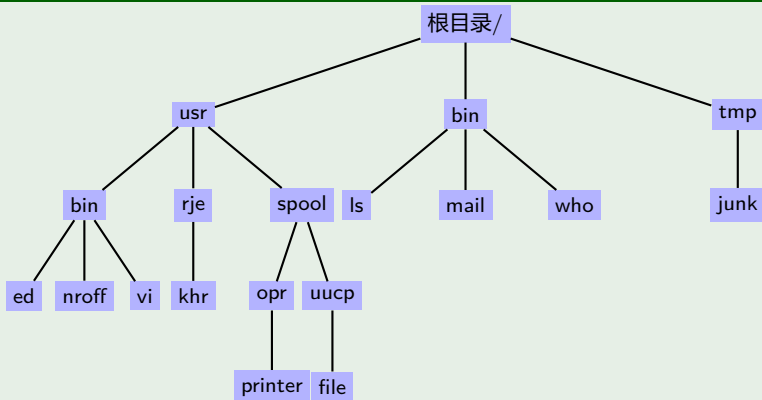 根目录/
usr
bin
tmp
bin
rje
spool
ls
mail
who
junk
ed
nroff
vi
khr
opr
uucp
printer
file